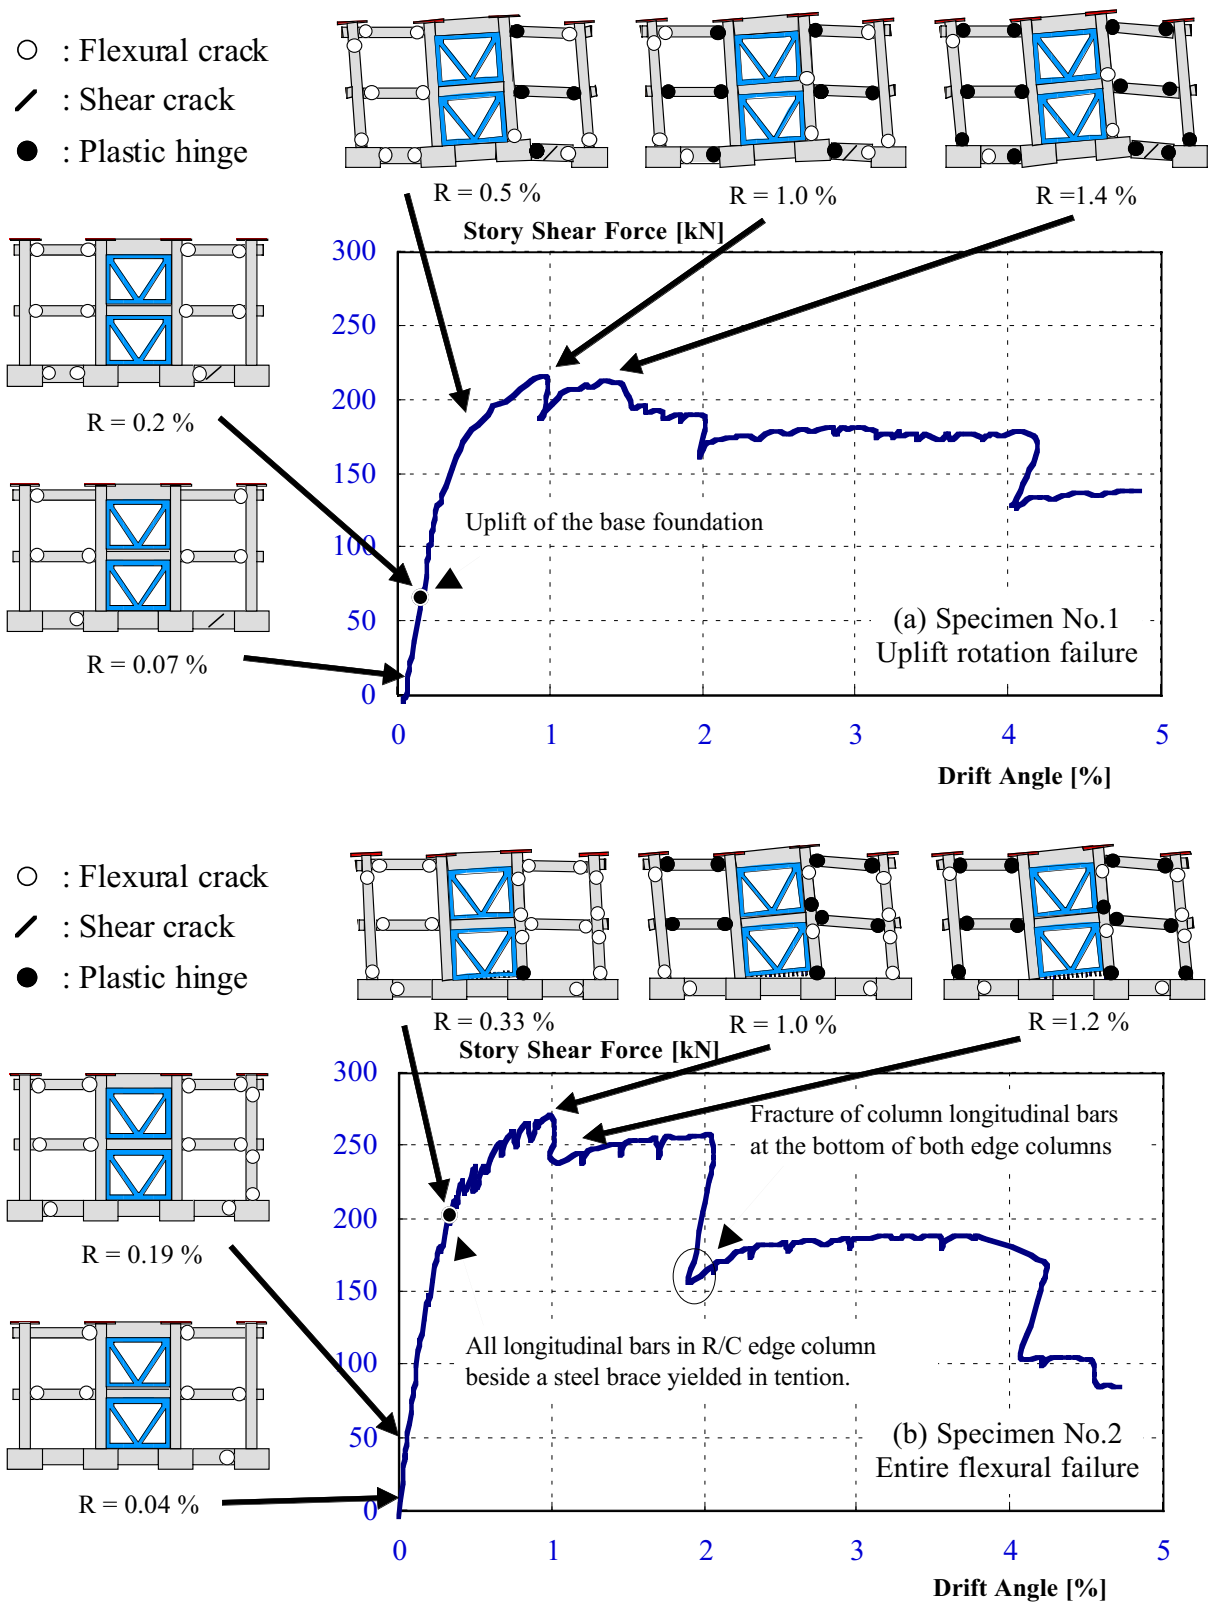 : Flexural crack
: Shear crack
: Plastic hinge
R = 0.5 %
R = 1.0 %
R =1.4 %
R = 0.2 %
R = 0.07 %
Story Shear Force [kN]
300
250
200
150
100
50
0
Uplift of the base foundation
(a) Specimen No.1
Uplift rotation failure
0 1 2 3 4 5
Drift Angle [%]
: Flexural crack
: Shear crack
: Plastic hinge
R = 0.33 %
R = 1.0 %
R =1.2 %
R = 0.19 %
R = 0.04 %
Story Shear Force [kN]
300
250
200
150
100
50
0
Fracture of column longitudinal bars
at the bottom of both edge columns
All longitudinal bars in R/C edge column
beside a steel brace yielded in tention.
(b) Specimen No.2
Entire flexural failure
0 1 2 3 4 5
Drift Angle [%]